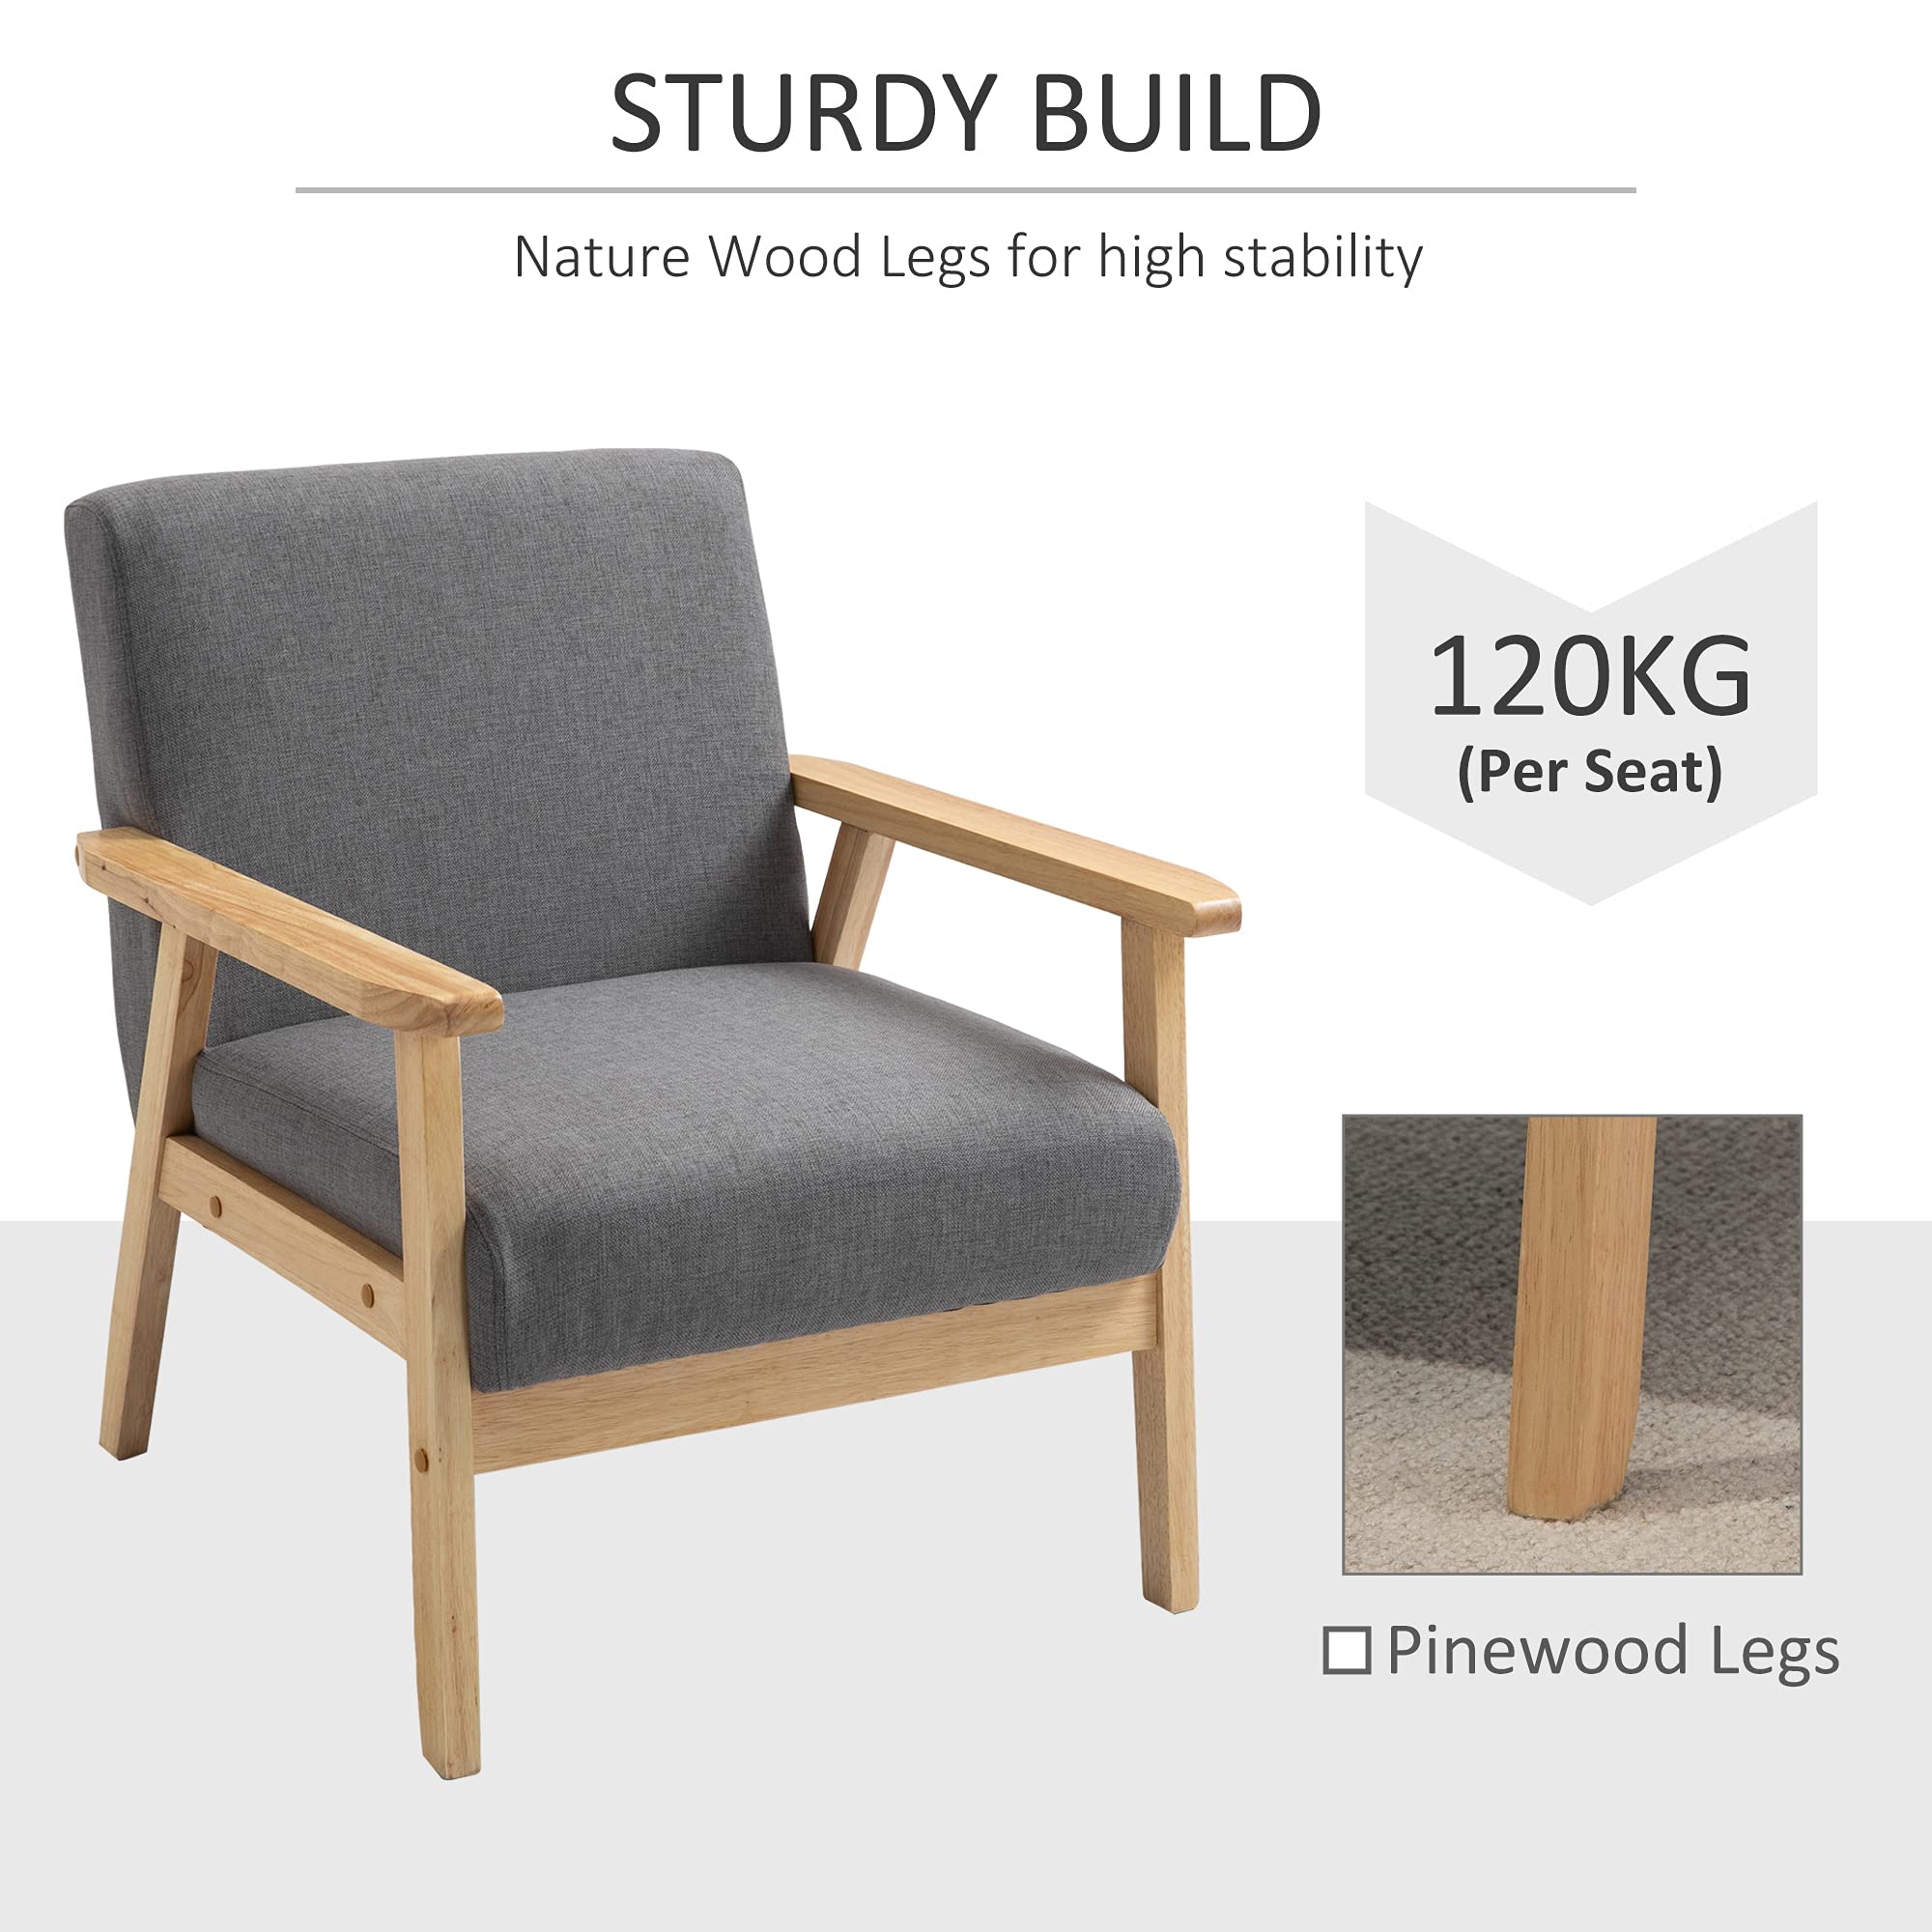 STURDY BUILD
Nature Wood Legs for high stability
120KG
(Per Seat)
Pinewood Legs